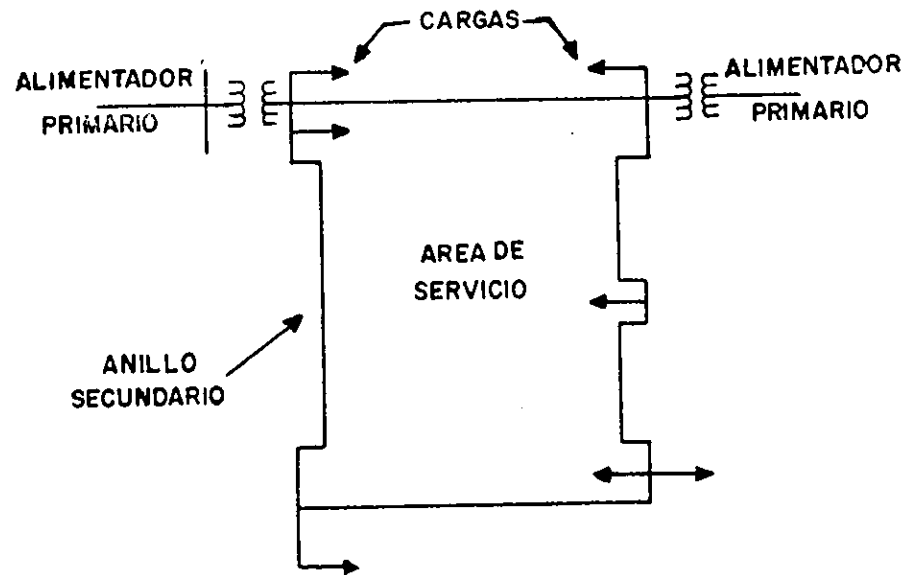 CARGAS
ALIMENTADOR
PRIMARIO
ALIMENTADOR
PRIMARIO
AREA DE
SERVICIO
ANILLO
SECUNDARIO